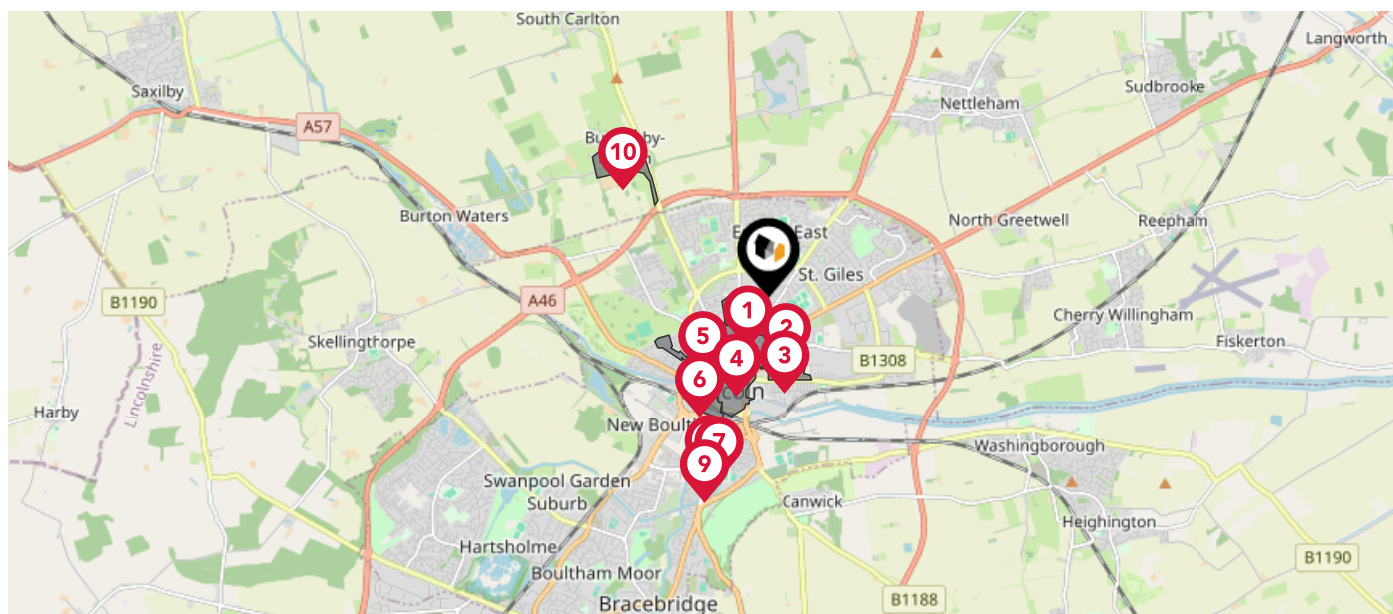 South Carlton
Langworth
Saxilby
Sudbrooke
Nettleham
A57
10
Burton Waters
North Greetwell
Reepham
East
St. Giles
B1190
A46
1
Cherry Willingham
2
Skellingthorpe
5
Fiskerton
4
3
B1308
6
Lincolnshire
Harby
New Boult
7
Washingborough
9
Swanpool Garden
Suburb
Canwick
Heighington
Hartsholme
B1190
Boultham Moor
B1188
Bracebridge